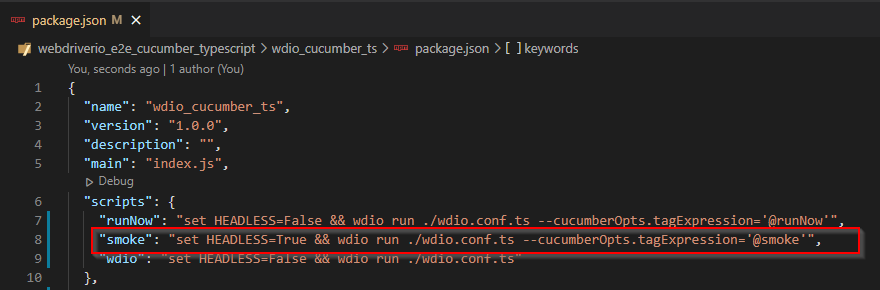 package.json M ×
webdriverio_e2e_cucumber_typescript > wdio_cucumber_ts > package.json > [ ] keywords
You, seconds ago | 1 author (You)
1 {
2 "name": "wdio_cucumber_ts",
3 "version": "1.0.0",
4 "description": "",
5 "main": "index.js",
Debug
6 "scripts": {
7 "runNow": "set HEADLESS=False && wdio run ./wdio.conf.ts --cucumberOpts.tagExpression='@runNow'",
8 "smoke": "set HEADLESS=True && wdio run ./wdio.conf.ts --cucumberOpts.tagExpression='@smoke'",
9 "wdio": "set HEADLESS=False && wdio run ./wdio.conf.ts"
10 },